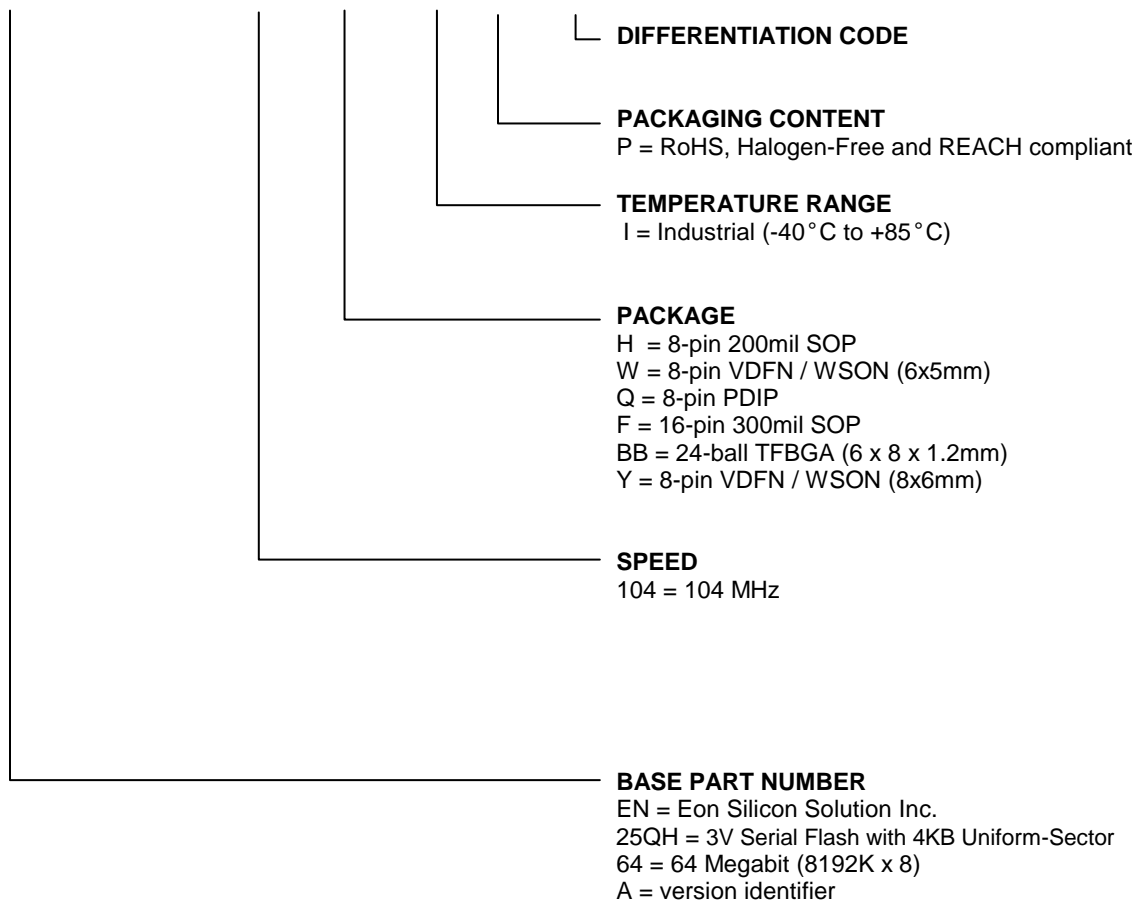 DIFFERENTIATION CODE
PACKAGING CONTENT
P = RoHS, Halogen-Free and REACH compliant
TEMPERATURE RANGE
I = Industrial (-40°C to +85°C)
PACKAGE
H = 8-pin 200mil SOP
W = 8-pin VDFN / WSON (6x5mm)
Q = 8-pin PDIP
F = 16-pin 300mil SOP
BB = 24-ball TFBGA (6 x 8 x 1.2mm)
Y = 8-pin VDFN / WSON (8x6mm)
SPEED
104 = 104 MHz
BASE PART NUMBER
EN = Eon Silicon Solution Inc.
25QH = 3V Serial Flash with 4KB Uniform-Sector
64 = 64 Megabit (8192K x 8)
A = version identifier